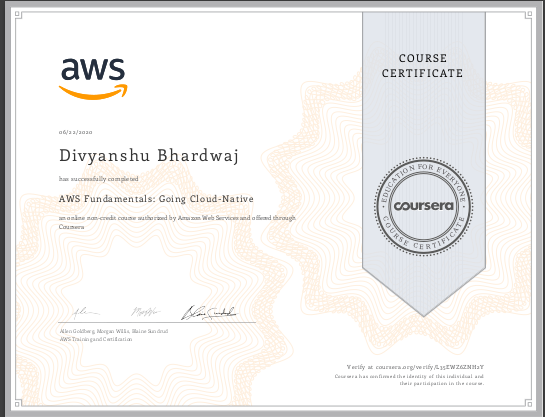 aws
COURSE
CERTIFICATE
06/22/2020
Divyanshu Bhardwaj
has successfully completed
AWS Fundamentals: Going Cloud-Native
an online non-credit course authorized by Amazon Web Services and offered through
Coursera
EDUCATION FOR EVERYONE
coursera
COURSE CERTIFICATE
Allen Goldberg, Morgan Willis, Blaine Sundrud
AWS Training and Certification
Verify at coursera.org/verify/L35EWZ6ZNH2Y
Coursera has confirmed the identity of this individual and
their participation in the course.